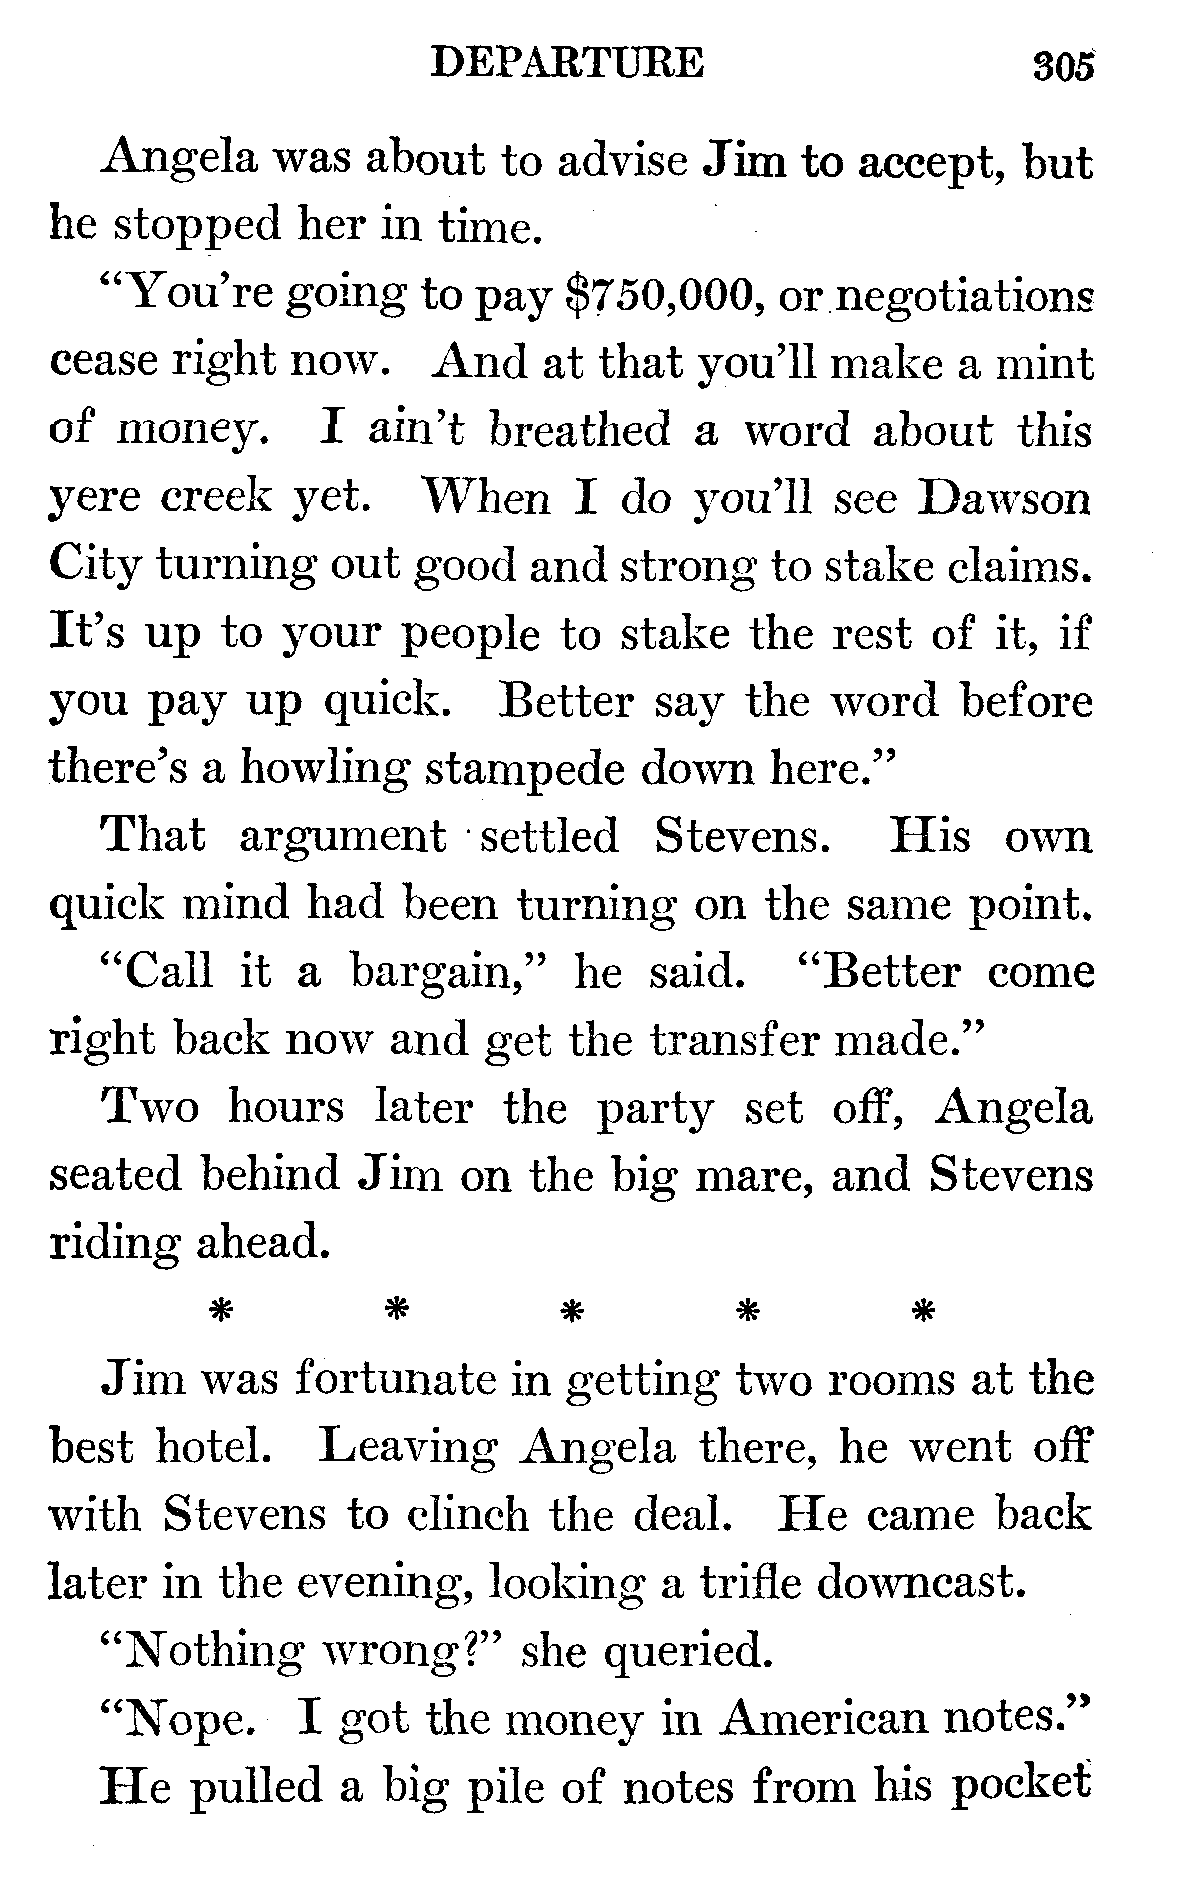 DEPARTURE 305
Angela was about to advise Jim to accept, but
he stopped her in time.
“You’re going to pay $750,000, or negotiations
cease right now. And at that you’ll make a mint
of money. I ain’t breathed a word about this
yere creek yet. When I do you’ll see Dawson
City turning out good and strong to stake claims.
It’s up to your people to stake the rest of it, if
you pay up quick. Better say the word before
there’s a howling stampede down here.”
That argument settled Stevens. His own
quick mind had been turning on the same point.
“Call it a bargain,” he said. “Better come
right back now and get the transfer made.”
Two hours later the party set off, Angela
seated behind Jim on the big mare, and Stevens
riding ahead.
* * * * *
Jim was fortunate in getting two rooms at the
best hotel. Leaving Angela there, he went off
with Stevens to clinch the deal. He came back
later in the evening, looking a trifle downcast.
“Nothing wrong?” she queried.
“Nope. I got the money in American notes.”
He pulled a big pile of notes from his pocket